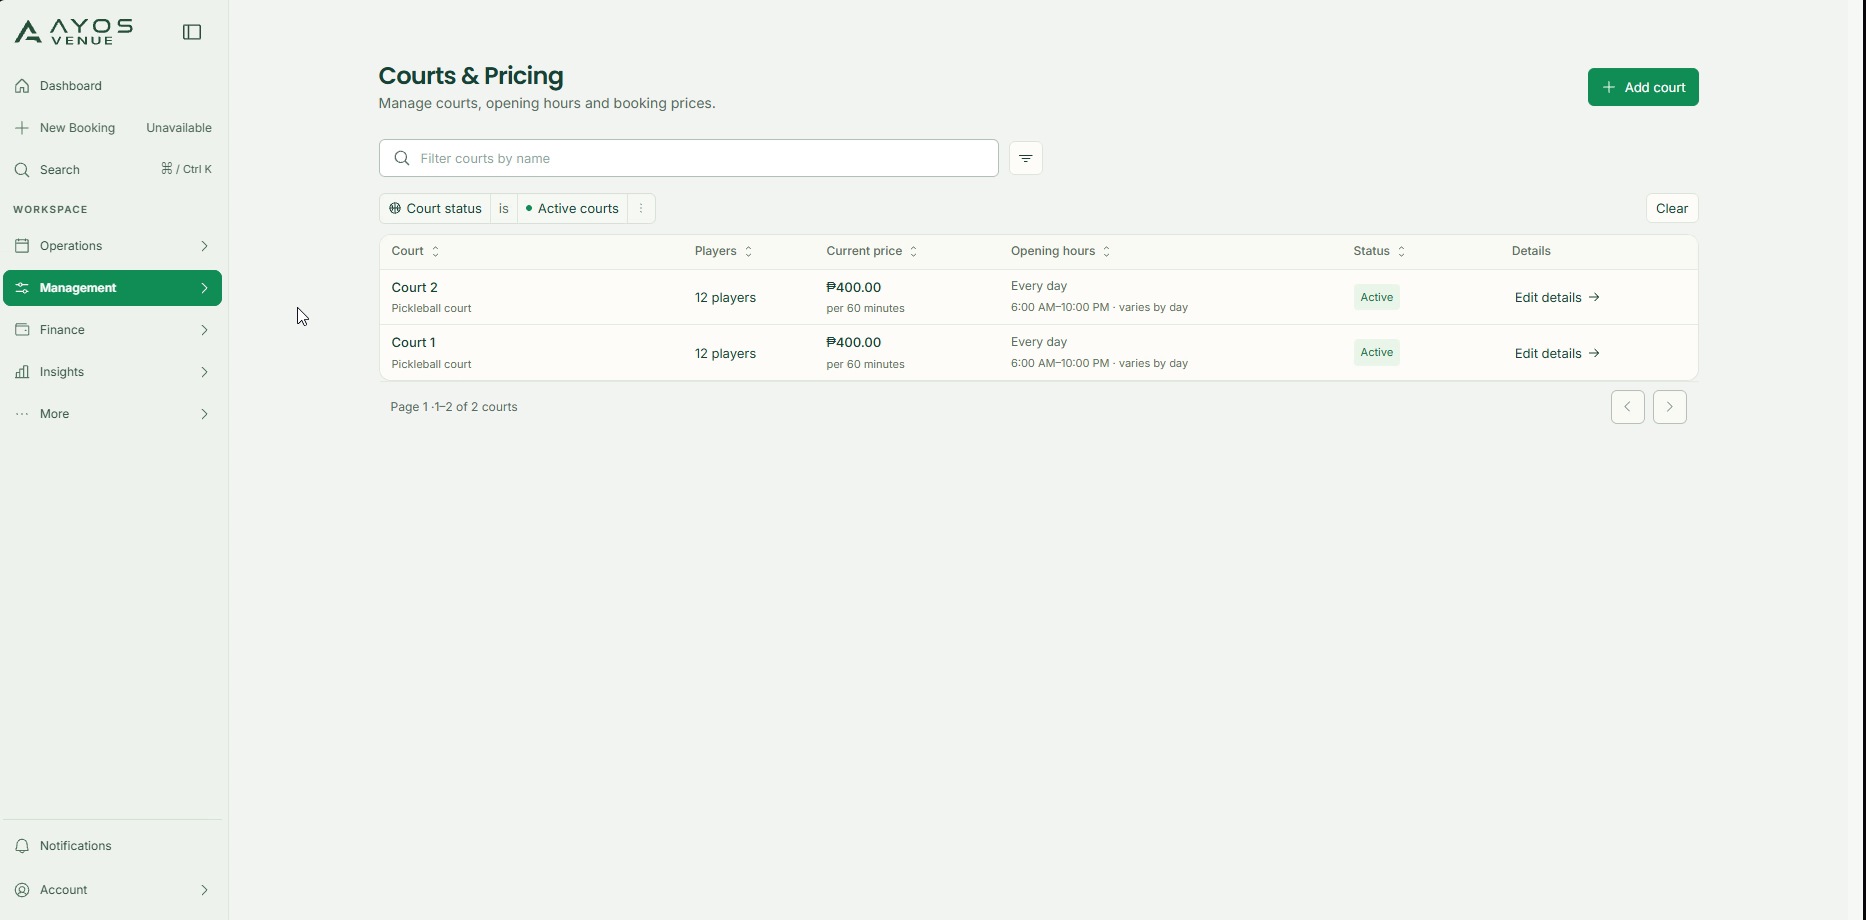 AYOS
VENUE
Dashboard
New Booking Unavailable
Search ⌘ / Ctrl K
WORKSPACE
Operations
Management
Finance
Insights
More
Notifications
Account
Courts & Pricing
Manage courts, opening hours and booking prices.
Add court
Filter courts by name
Court status is Active courts
Clear
Court Players Current price Opening hours Status Details
Court 2 12 players ₱400.00 Every day Active Edit details →
Pickleball court per 60 minutes 6:00 AM–10:00 PM · varies by day
Court 1 12 players ₱400.00 Every day Active Edit details →
Pickleball court per 60 minutes 6:00 AM–10:00 PM · varies by day
Page 1 ·1–2 of 2 courts